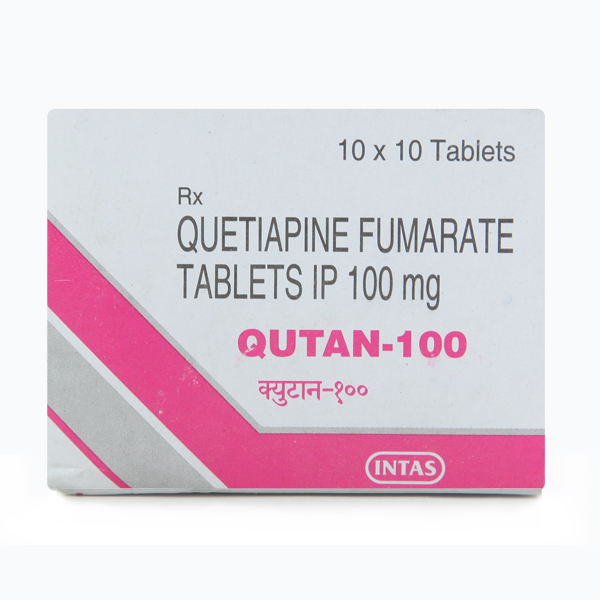 10 x 10 Tablets
Rx
QUETIAPINE FUMARATE
TABLETS IP 100 mg
QUTAN-100
क्युटान-१००
INTAS